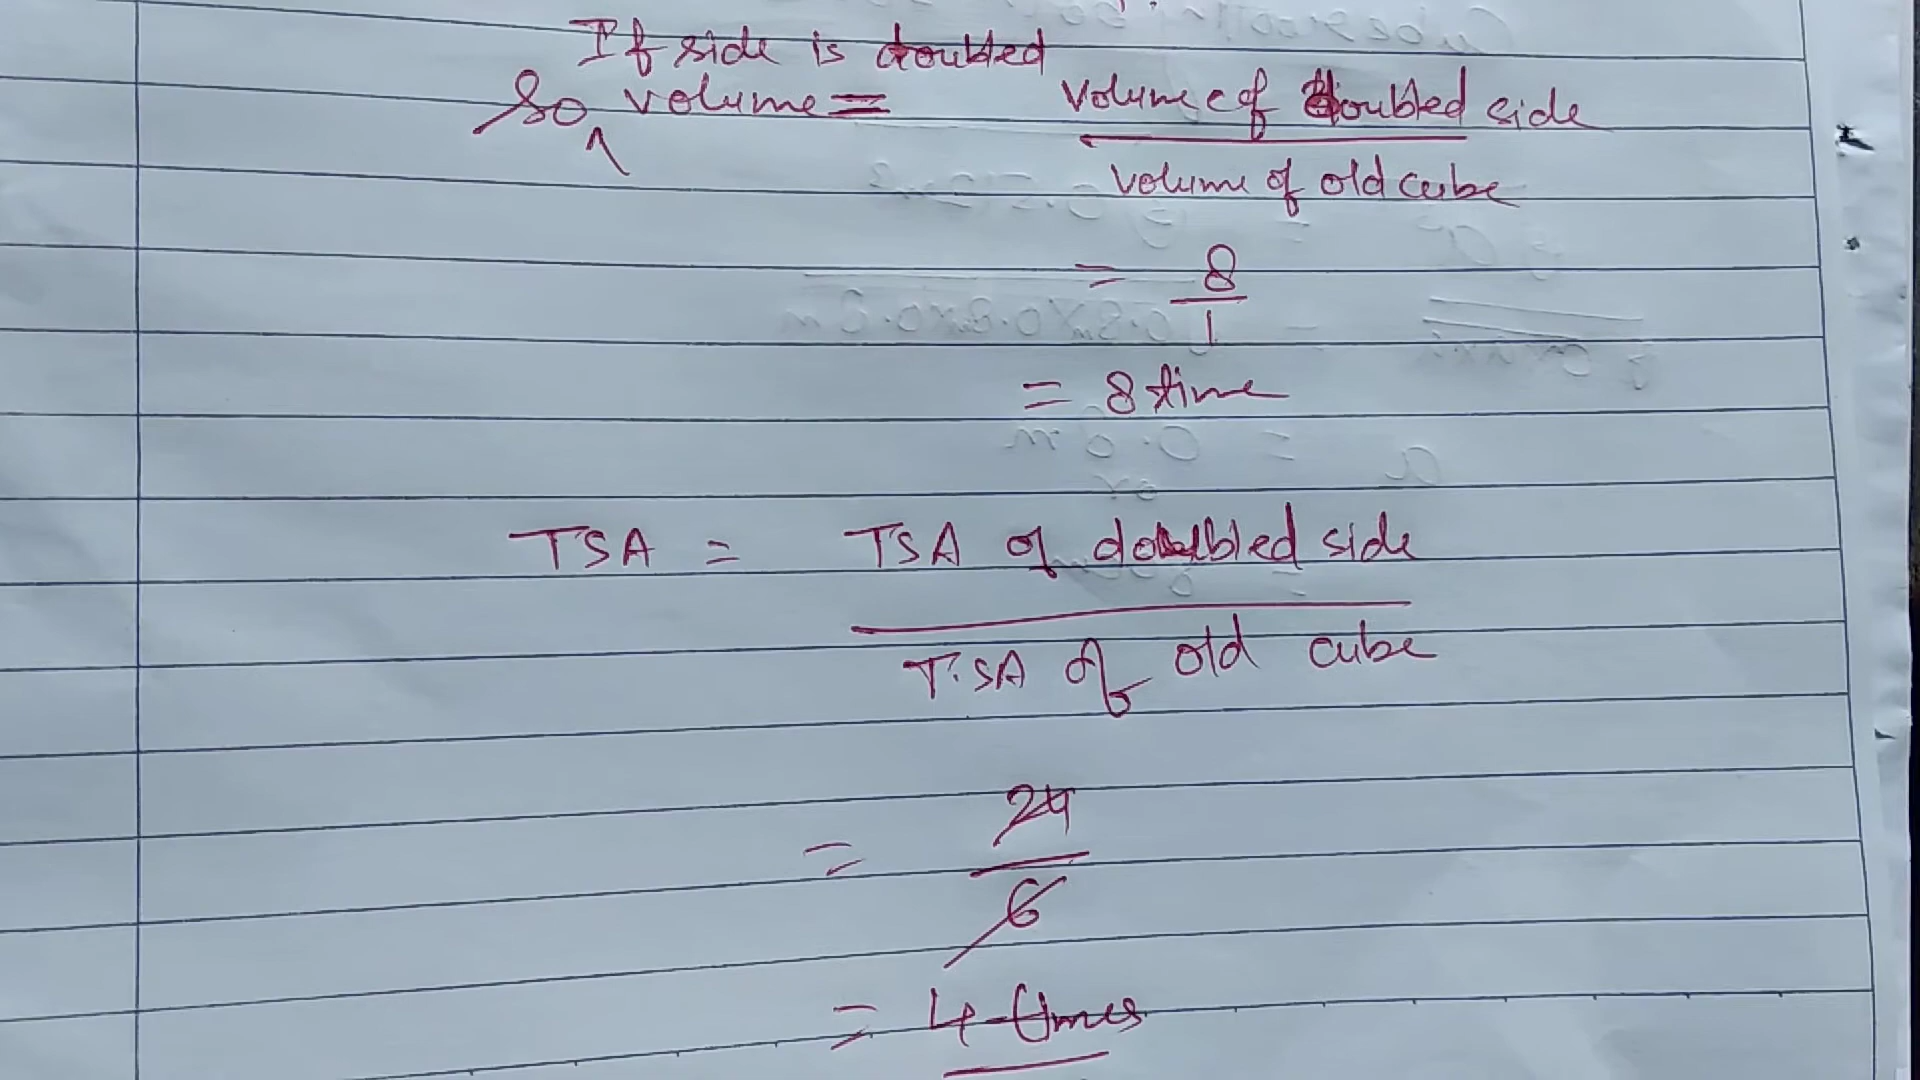 If side is doubled
So, volume = Volume of doubled side
volume of old cube
= 8
1
= 8 time
TSA = TSA of doubled side
T.SA of old cube
= 24
6
= 4 times